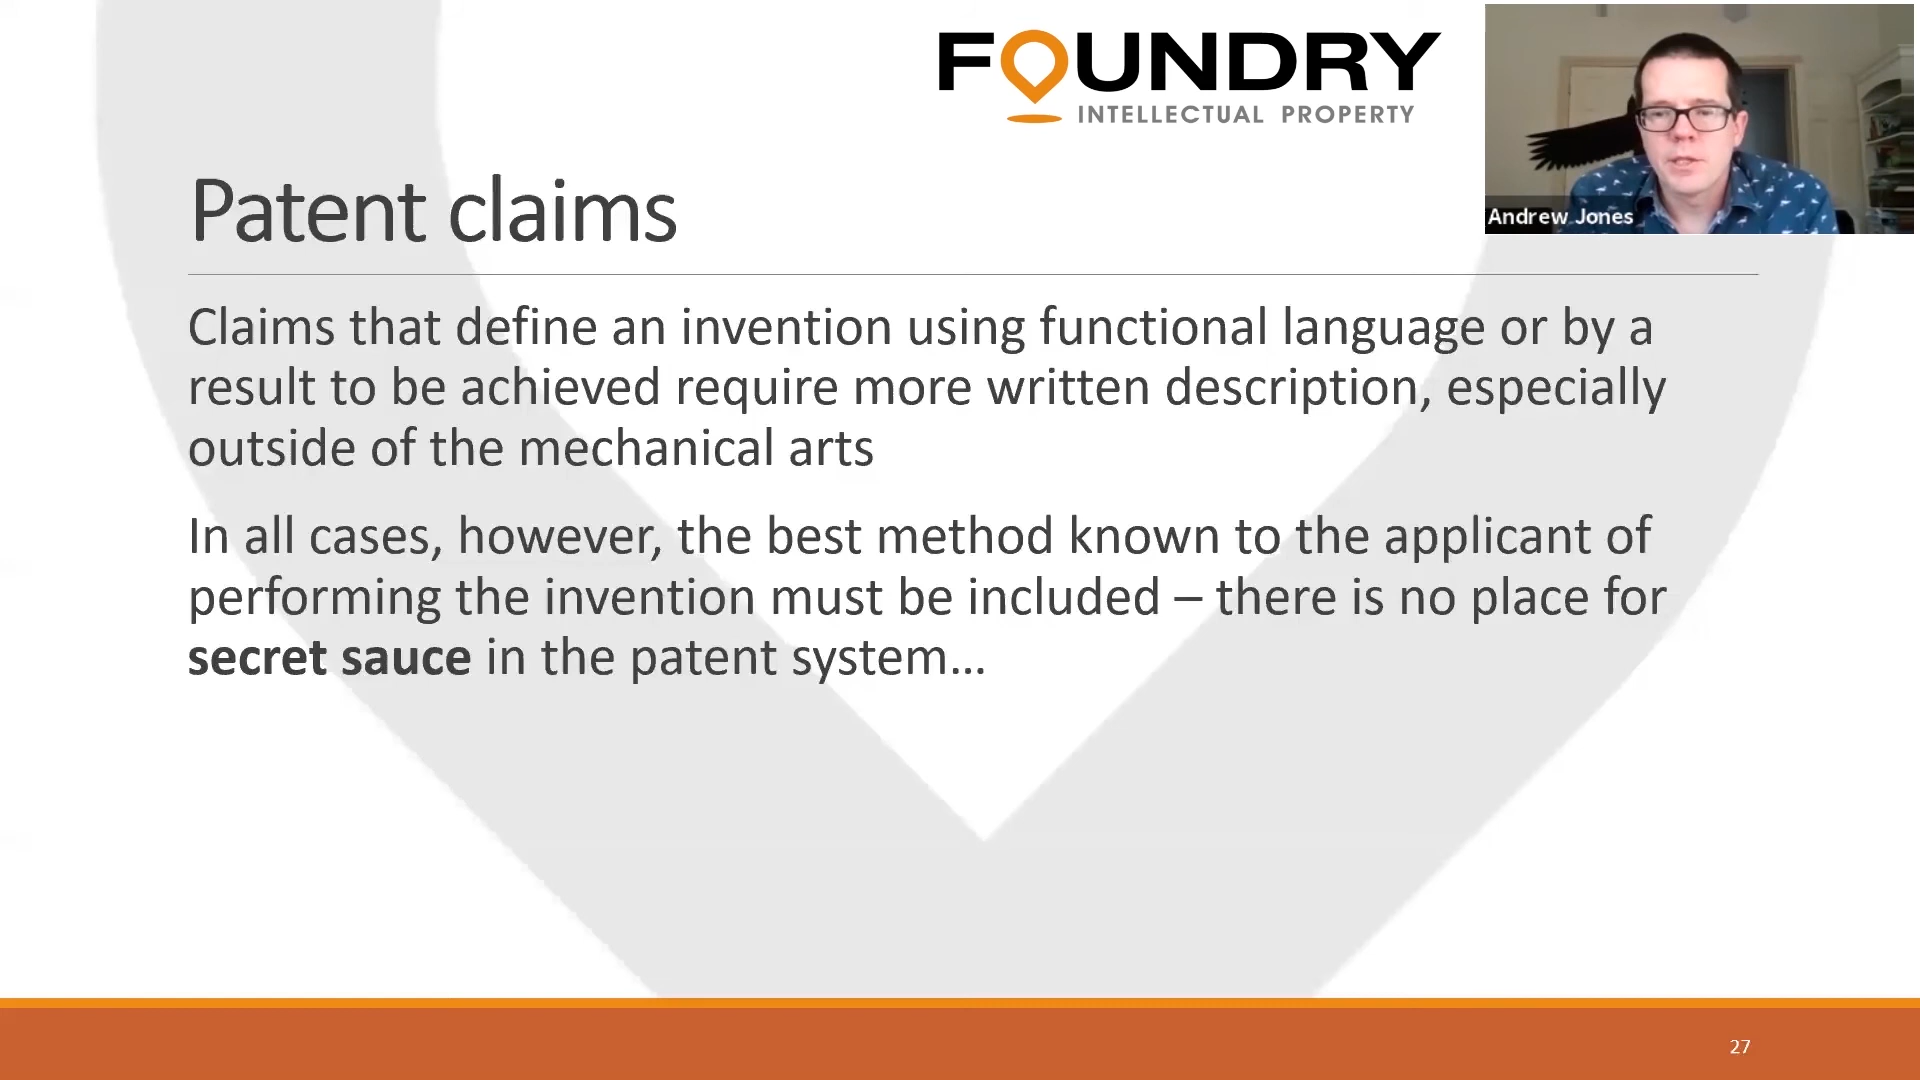 FOUNDRY
INTELLECTUAL PROPERTY
Andrew Jones
Patent claims
Claims that define an invention using functional language or by a
result to be achieved require more written description, especially
outside of the mechanical arts
In all cases, however, the best method known to the applicant of
performing the invention must be included – there is no place for
secret sauce in the patent system…
27